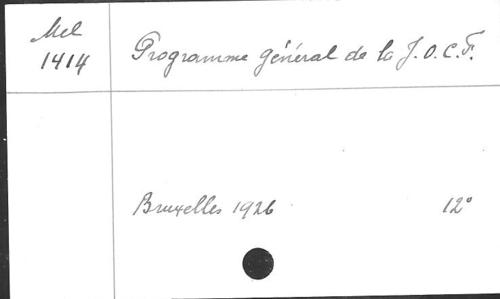 Mel
1414
Programme général de la J.O.C.F.
Bruxelles 1926 12°